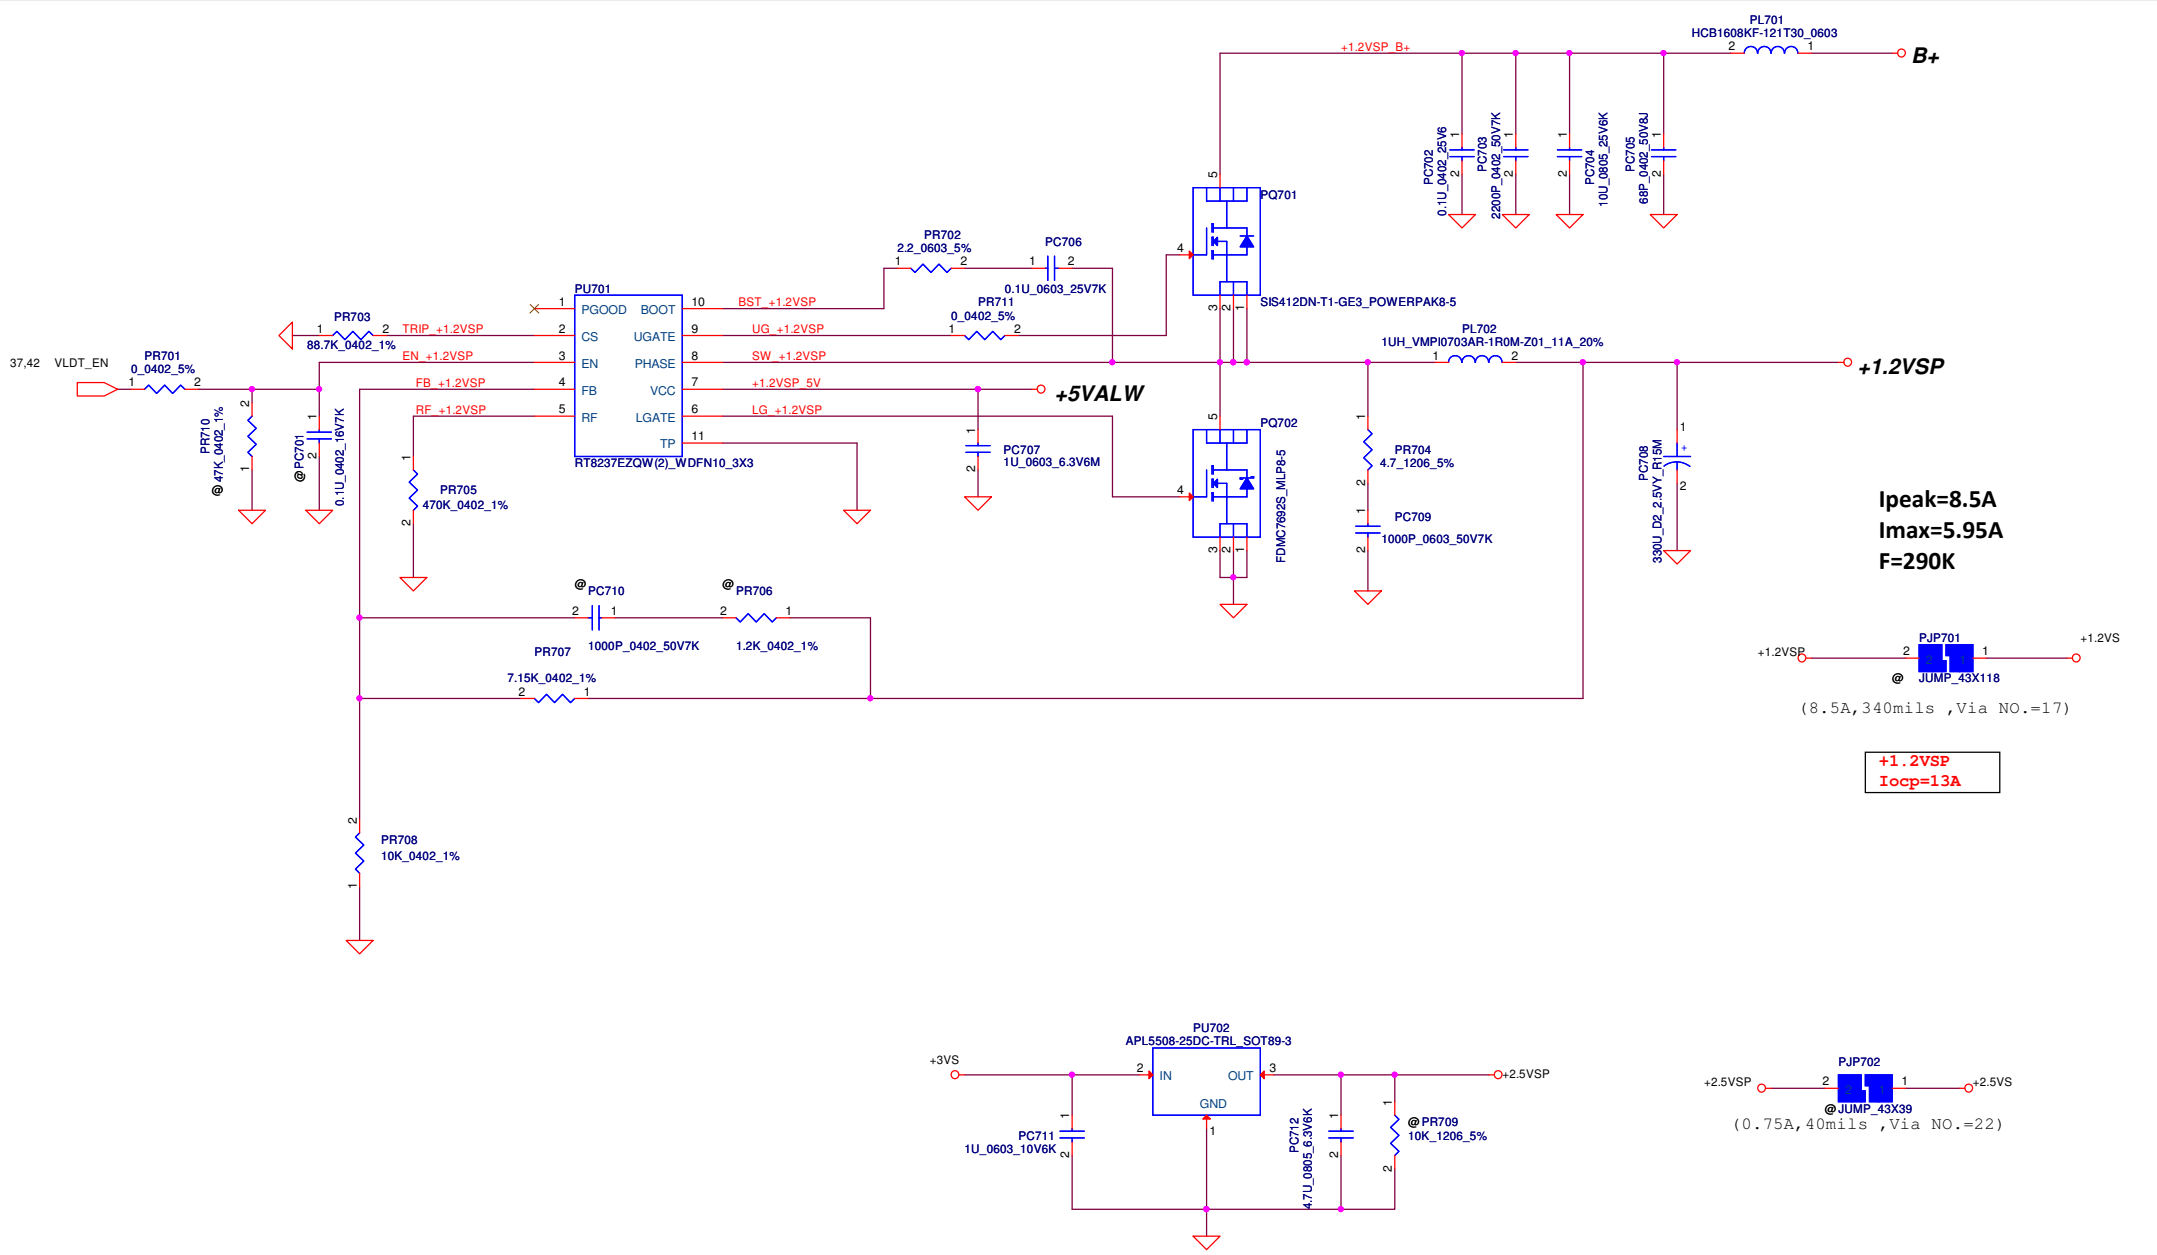 PL701
HCB1608KF-121T30_0603
2
1
+1.2VSP_B+
B+
PC702
0.1U_0402_25V6
1
2
PC703
2200P_0402_50V7K
1
2
PC704
10U_0805_25V6K
1
2
PC705
68P_0402_50V8J
1
2
5
PQ701
4
3
2
1
SIS412DN-T1-GE3_POWERPAK8-5
PR702
2.2_0603_5%
1
2
PC706
1
2
0.1U_0603_25V7K
PR711
0_0402_5%
1
2
PU701
1
PGOOD
BOOT
10
BST_+1.2VSP
2
CS
UGATE
9
UG_+1.2VSP
3
EN
PHASE
8
SW_+1.2VSP
4
FB
VCC
7
+1.2VSP_5V
5
RF
LGATE
6
LG_+1.2VSP
TP
11
RT8237EZQW(2)_WDFN10_3X3
PR703
1
2
TRIP_+1.2VSP
88.7K_0402_1%
EN_+1.2VSP
FB_+1.2VSP
RF_+1.2VSP
37,42
VLDT_EN
PR701
0_0402_5%
1
2
PR710
@ 47K_0402_1%
2
1
@PC701
0.1U_0402_16V7K
1
2
1
PR705
470K_0402_1%
2
+5VALW
1
PC707
1U_0603_6.3V6M
2
PL702
1UH_VMPI0703AR-1R0M-Z01_11A_20%
1
2
+1.2VSP
5
PQ702
4
FDMC7692S_MLP8-5
3
2
1
1
PR704
4.7_1206_5%
2
1
PC709
1000P_0603_50V7K
2
PC708
330U_D2_2.5VY_R15M
1
+
2
Ipeak=8.5A
Imax=5.95A
F=290K
@
PC710
2
1
1000P_0402_50V7K
@
PR706
2
1
1.2K_0402_1%
PR707
7.15K_0402_1%
2
1
+1.2VSP
2
PJP701
1
+1.2VS
@
JUMP_43X118
(8.5A,340mils ,Via NO.=17)
+1.2VSP
Iocp=13A
2
PR708
10K_0402_1%
1
PU702
APL5508-25DC-TRL_SOT89-3
+3VS
2
IN
OUT
3
+2.5VSP
GND
1
1
PC711
1U_0603_10V6K
2
PC712
4.7U_0805_6.3V6K
1
2
1
@PR709
10K_1206_5%
2
PJP702
+2.5VSP
2
1
+2.5VS
@JUMP_43X39
(0.75A,40mils ,Via NO.=22)